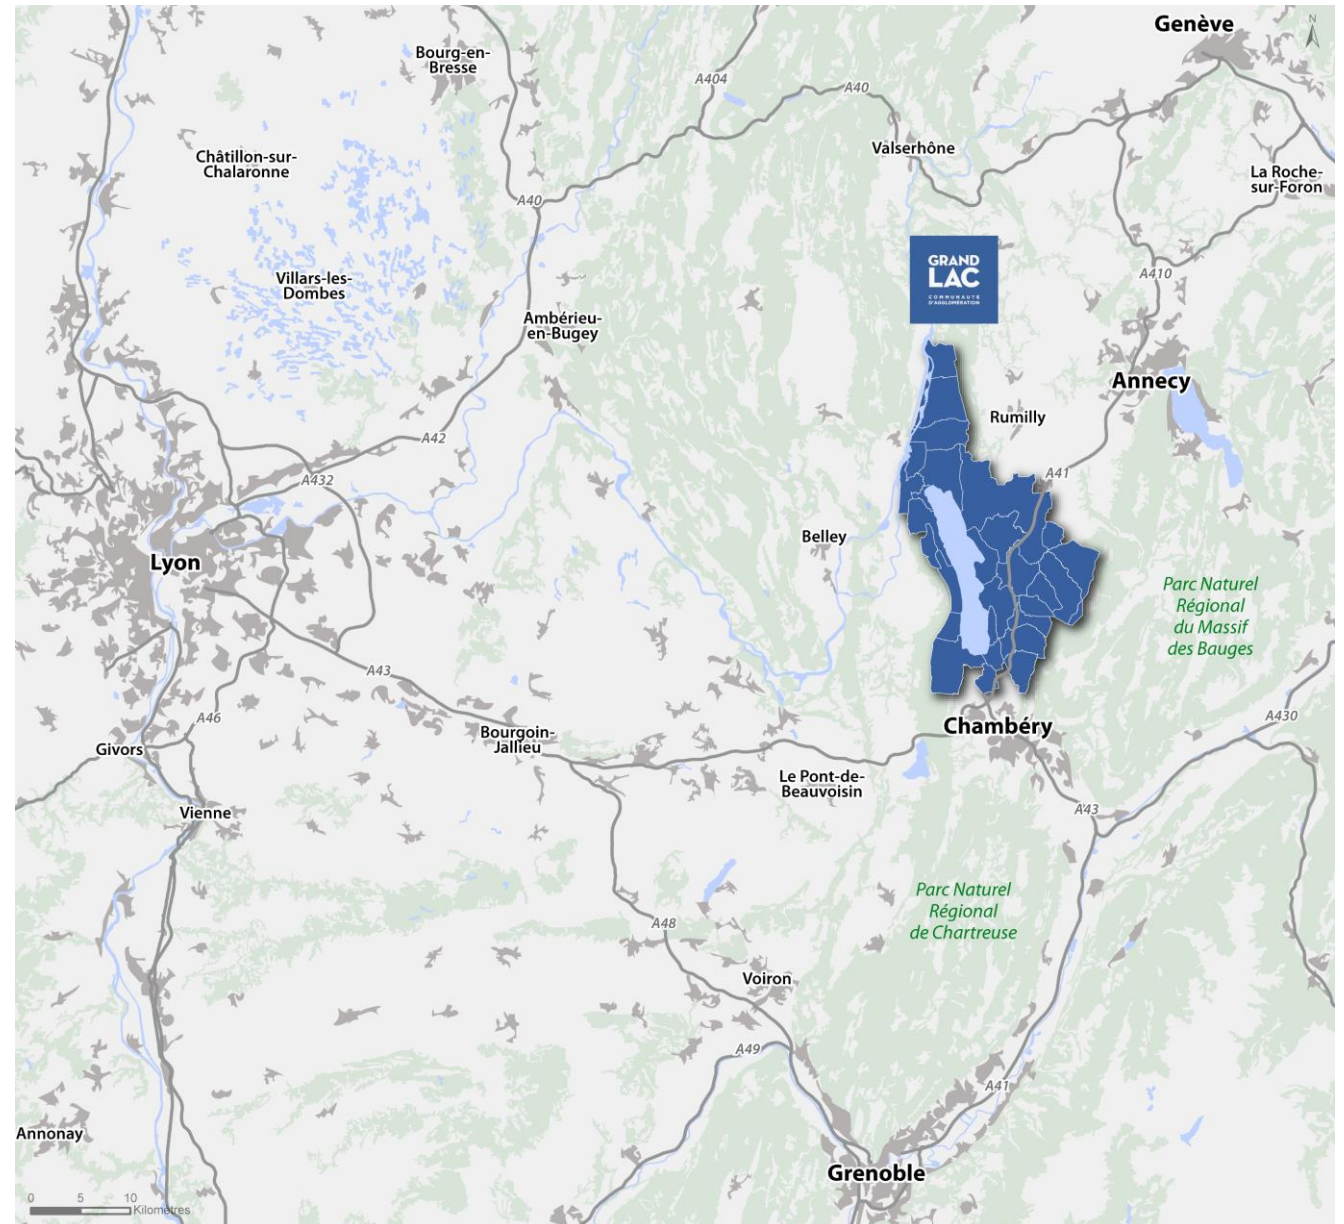 Genève
N
Bourg-en-
Bresse
A404
A40
Valserhône
Châtillon-sur-
Chalaronne
La Roche-
sur-Foron
A40
GRAND
LAC
COMMUNAUTÉ
D'AGGLOMÉRATION
A410
Villars-les-
Dombes
Ambérieu-
en-Bugey
Annecy
Rumilly
A42
A432
A41
Belley
Lyon
Parc Naturel
Régional
du Massif
des Bauges
A43
A46
A430
Givors
Bourgoin-
Jallieu
Chambéry
Le Pont-de-
Beauvoisin
Vienne
A43
Parc Naturel
Régional
de Chartreuse
A48
Voiron
A49
A41
Annonay
Grenoble
0 5 10
Kilomètres